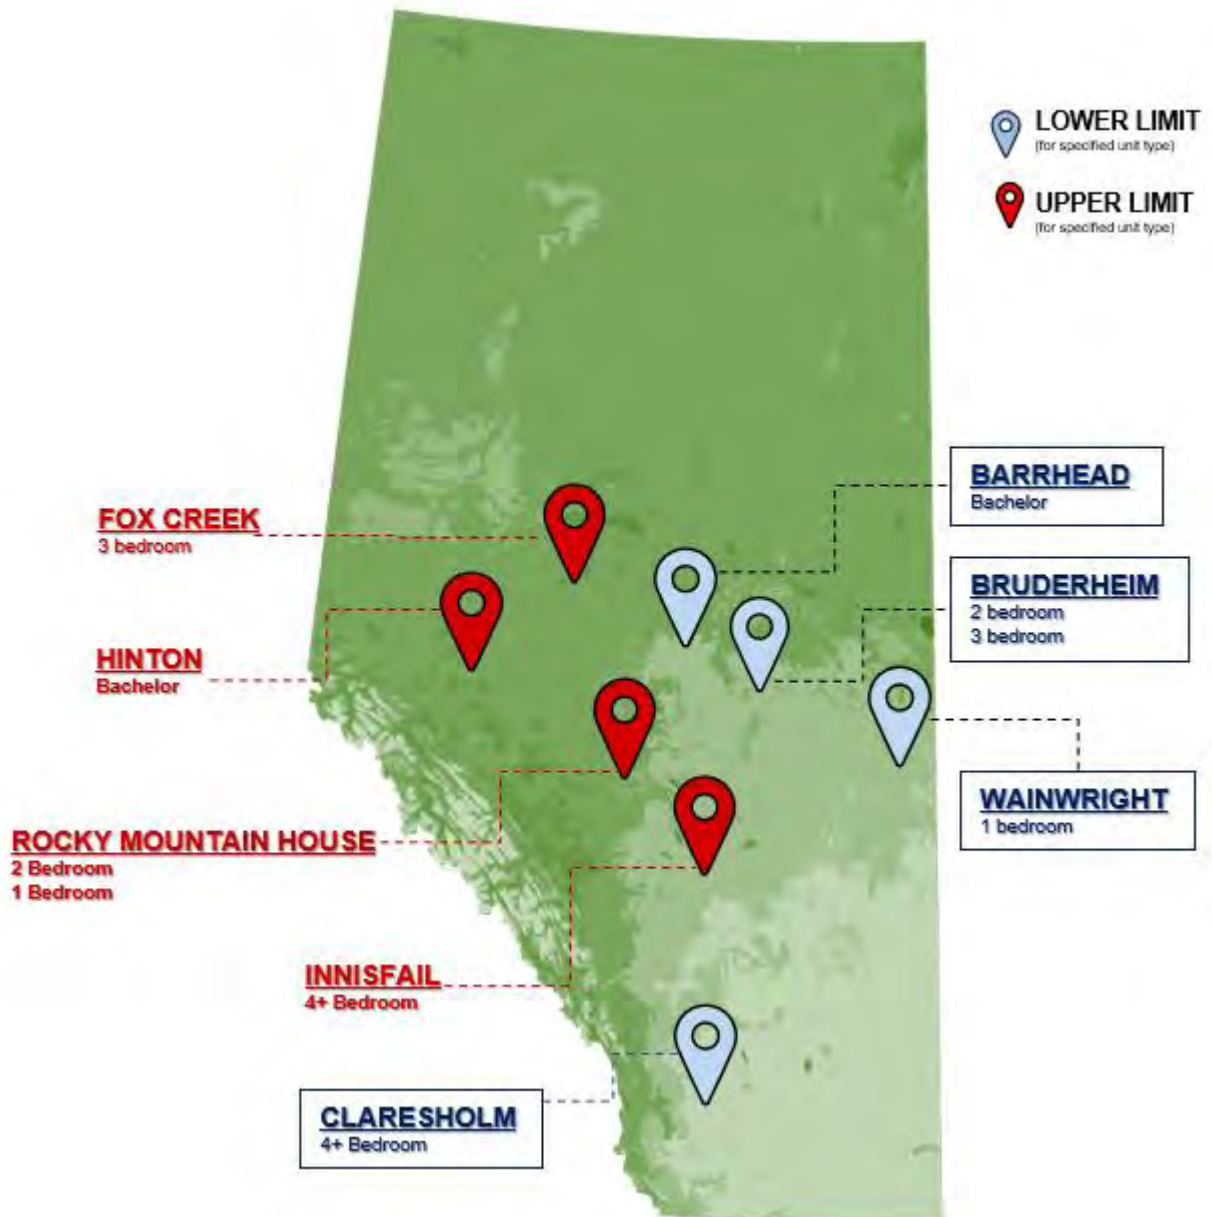 LOWER LIMIT
(for specified unit type)
UPPER LIMIT
(for specified unit type)
BARRHEAD
Bachelor
FOX CREEK
3 bedroom
BRUDERHEIM
2 bedroom
3 bedroom
HINTON
Bachelor
WAINWRIGHT
1 bedroom
ROCKY MOUNTAIN HOUSE
2 Bedroom
1 Bedroom
INNISFAIL
4+ Bedroom
CLARESHOLM
4+ Bedroom